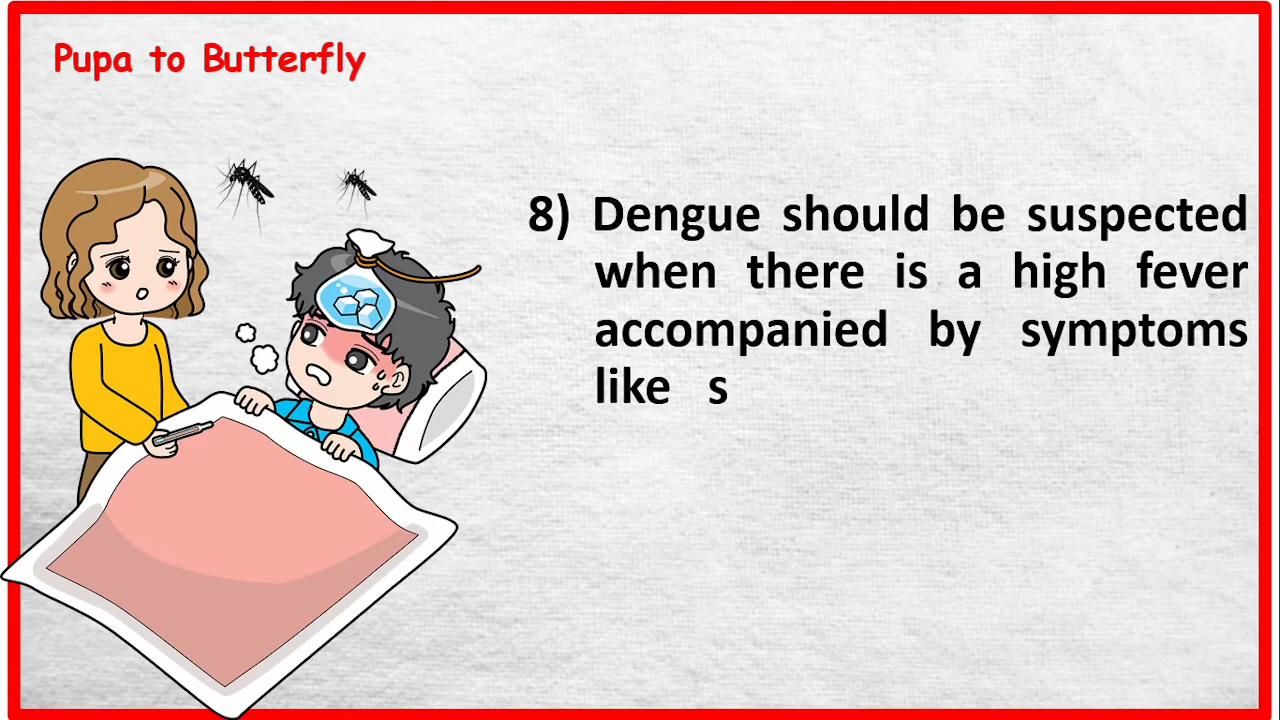 Pupa to Butterfly
8) Dengue should be suspected
when there is a high fever
accompanied by symptoms
like s